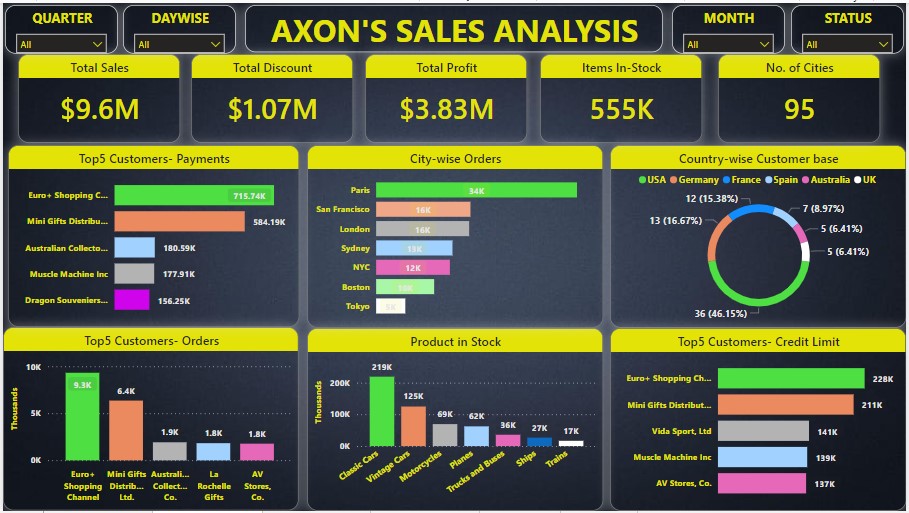 QUARTER
All
DAYWISE
All
AXON'S SALES ANALYSIS
MONTH
All
STATUS
All
Total Sales
$9.6M
Total Discount
$1.07M
Total Profit
$3.83M
Items In-Stock
555K
No. of Cities
95
Top5 Customers- Payments
Euro+ Shopping C... 715.74K
Mini Gifts Distribu... 584.19K
Australian Collecto... 180.59K
Muscle Machine Inc 177.91K
Dragon Souveniers... 156.25K
City-wise Orders
Paris 34K
San Francisco 16K
London 16K
Sydney 13K
NYC 12K
Boston
Tokyo
Country-wise Customer base
USA Germany France Spain Australia UK
12 (15.38%)
7 (8.97%)
13 (16.67%)
5 (6.41%)
5 (6.41%)
36 (46.15%)
Top5 Customers- Orders
Thousands
10K
5K
0K
9.3K
6.4K
1.9K
1.8K
1.8K
Euro+
Shopping
Channel
Mini Gifts
Distrib...
Ltd.
Australi...
Collect...
Co.
La
Rochelle
Gifts
AV
Stores,
Co.
Product in Stock
Thousands
200K
100K
0K
219K
125K
69K
62K
36K
27K
17K
Classic Cars
Vintage Cars
Motorcycles
Planes
Trucks and Buses
Ships
Trains
Top5 Customers- Credit Limit
Euro+ Shopping Ch... 228K
Mini Gifts Distribut... 211K
Vida Sport, Ltd 141K
Muscle Machine Inc 139K
AV Stores, Co. 137K